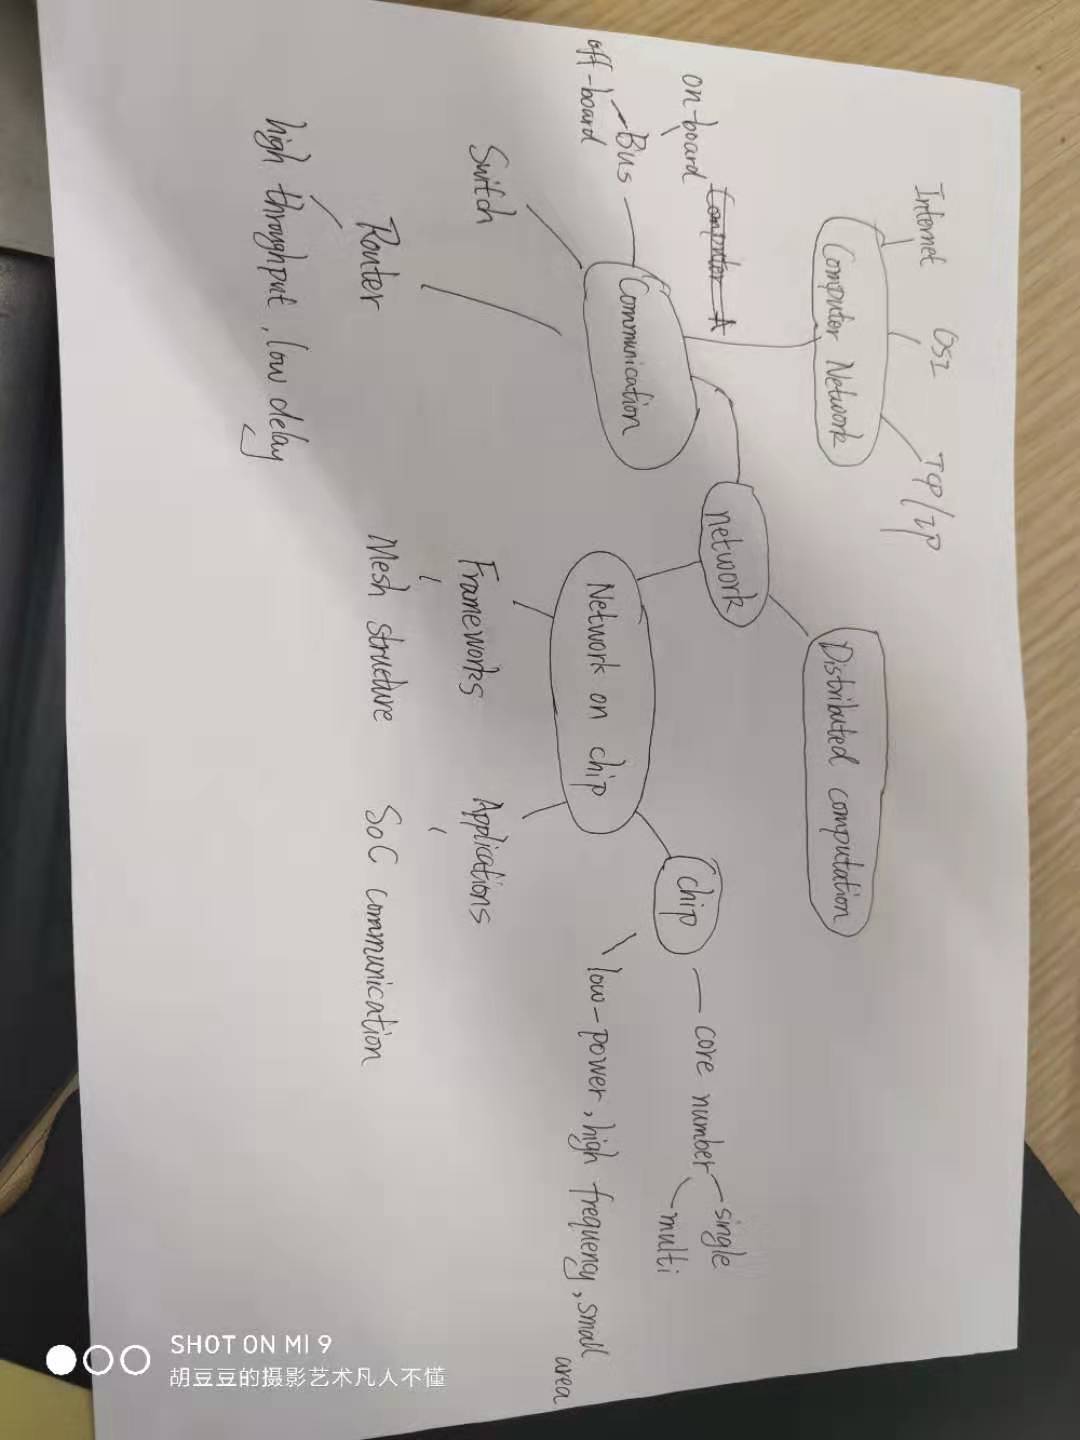 Internet
OSI
TCP/IP
Computer Network
Distributed computation
network
Computer A
on-board
Bus
off-board
Communication
chip
core number
single
multi
low-power, high frequency, small
area
Network on chip
Switch
Frameworks
Applications
Router
Mesh structure
SoC communication
high throughput, low delay
SHOT ON MI 9
胡豆豆的摄影艺术凡人不懂